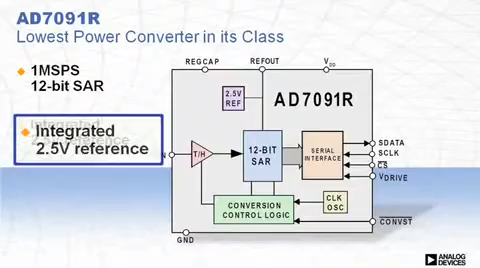 AD7091R
Lowest Power Converter in its Class
1MSPS
12-bit SAR
Integrated
2.5V reference
REGCAP
REFOUT
VDD
2.5V
REF
AD7091R
T/H
12-BIT
SAR
SERIAL
INTERFACE
SDATA
SCLK
CS
VDRIVE
CONVERSION
CONTROL LOGIC
CLK
OSC
CONVST
GND
ANALOG
DEVICES